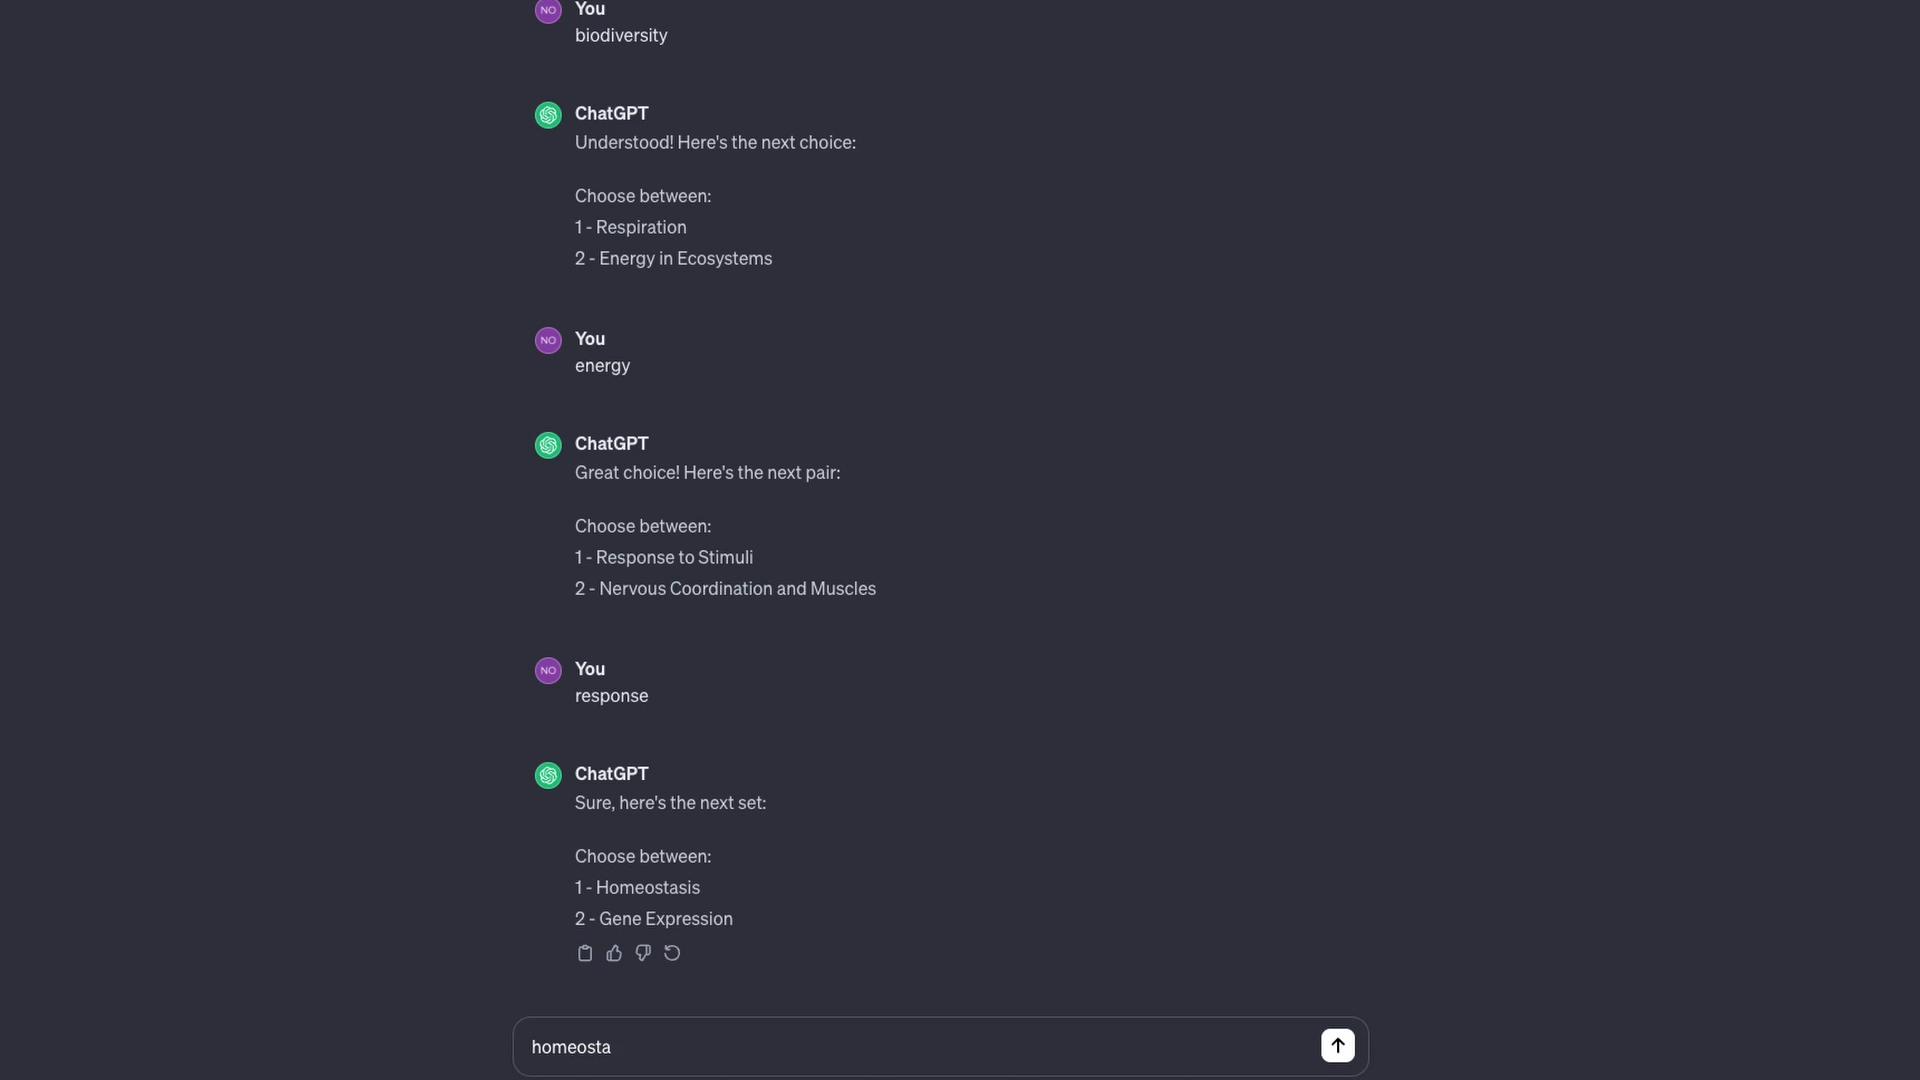 NO You
biodiversity
ChatGPT
Understood! Here's the next choice:
Choose between:
1 - Respiration
2 - Energy in Ecosystems
NO You
energy
ChatGPT
Great choice! Here's the next pair:
Choose between:
1 - Response to Stimuli
2 - Nervous Coordination and Muscles
NO You
response
ChatGPT
Sure, here's the next set:
Choose between:
1 - Homeostasis
2 - Gene Expression
homeosta